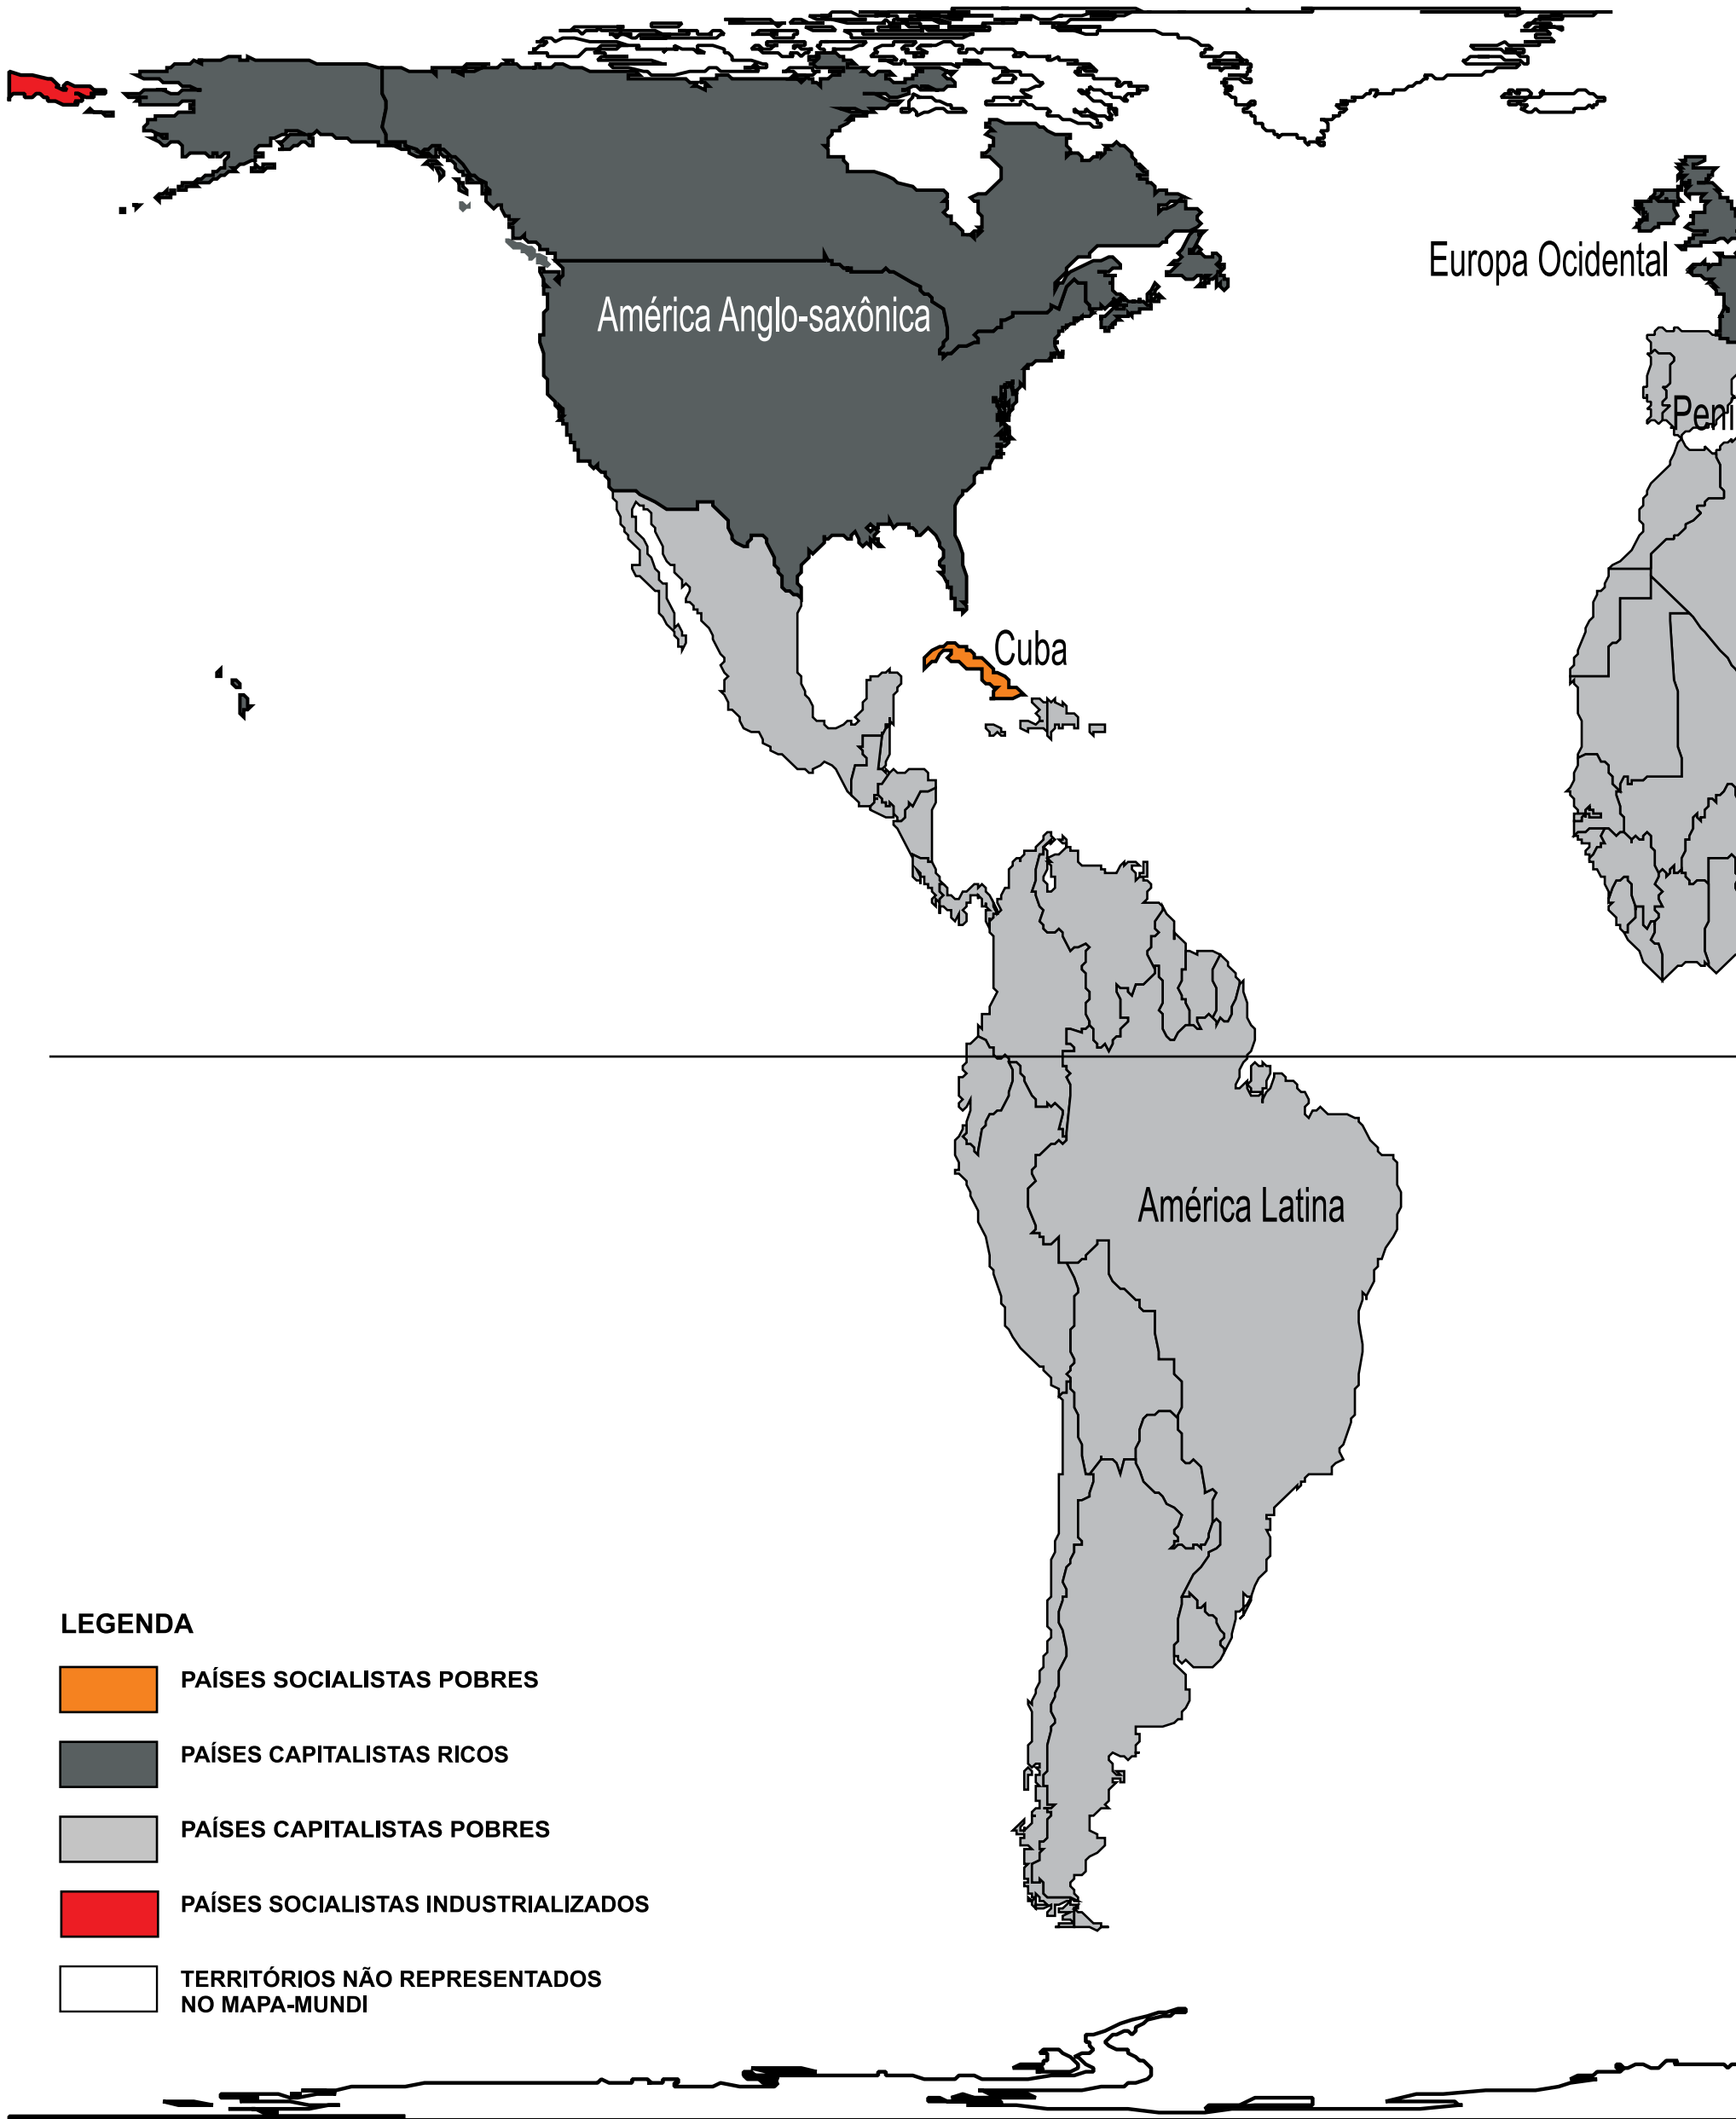 Europa Ocidental
América Anglo-saxônica
Peni
Cuba
América Latina
LEGENDA
PAÍSES SOCIALISTAS POBRES
PAÍSES CAPITALISTAS RICOS
PAÍSES CAPITALISTAS POBRES
PAÍSES SOCIALISTAS INDUSTRIALIZADOS
TERRITÓRIOS NÃO REPRESENTADOS
NO MAPA-MUNDI